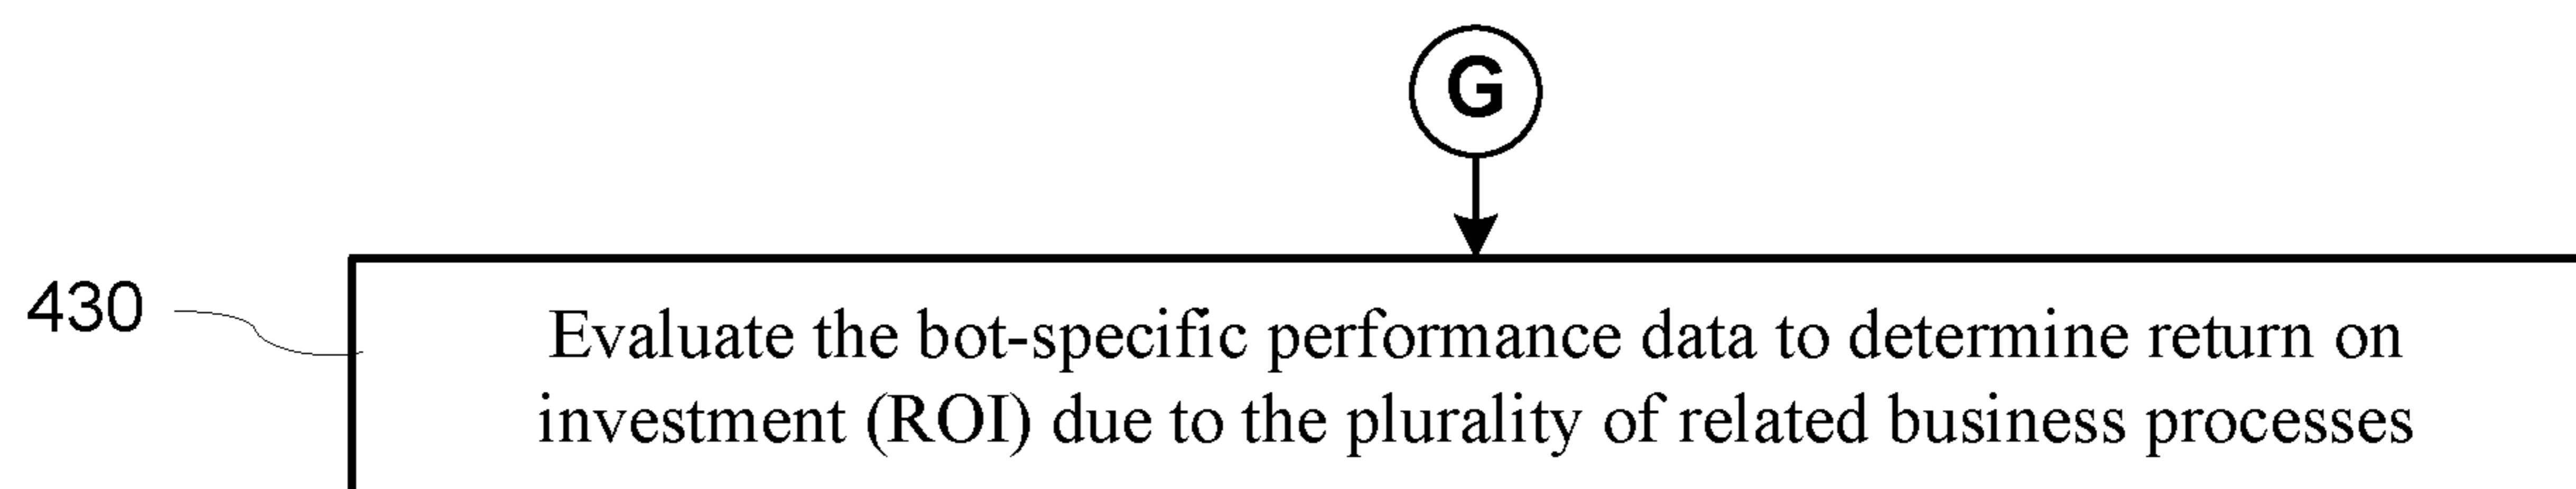 G
430
Evaluate the bot-specific performance data to determine return on
investment (ROI) due to the plurality of related business processes